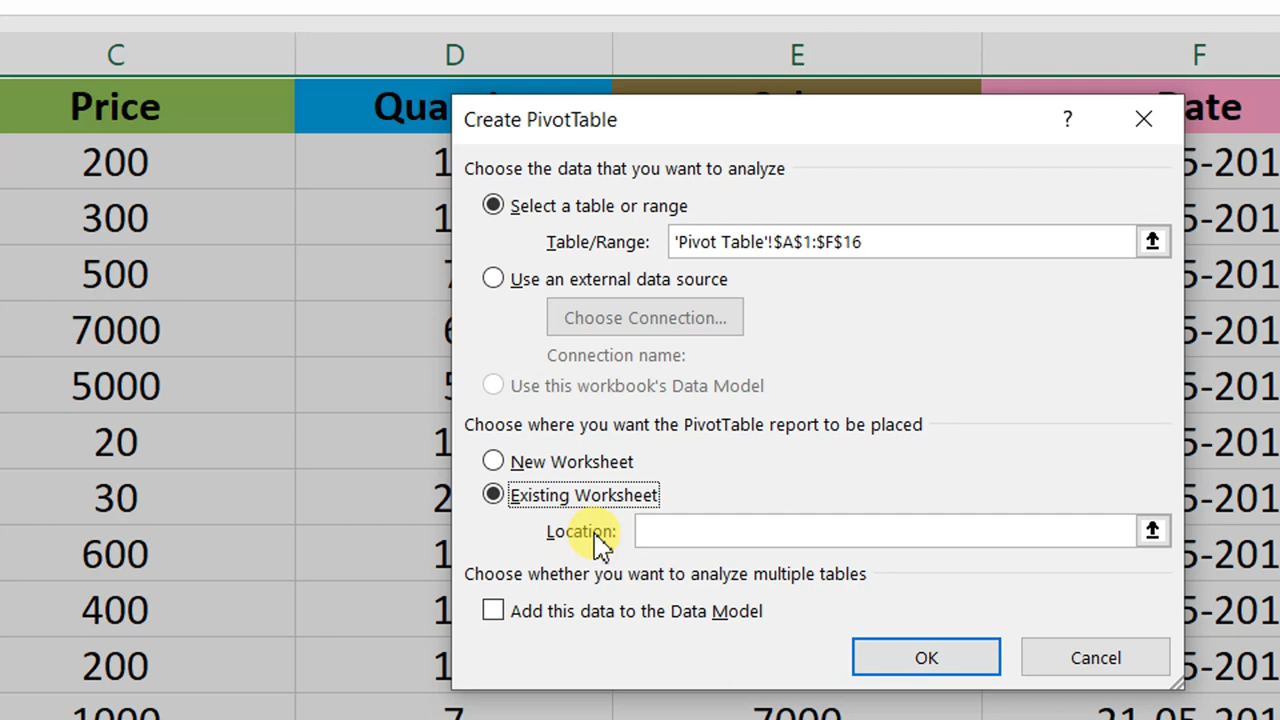 C D E F
Price Qua ate
Create PivotTable ?
200 300 500 7000 5000 20 30 600 400 200 1000
Choose the data that you want to analyze
Select a table or range
Table/Range: 'Pivot Table'!$A$1:$F$16
Use an external data source
Choose Connection...
Connection name:
Use this workbook's Data Model
Choose where you want the PivotTable report to be placed
New Worksheet
Existing Worksheet
Location:
Choose whether you want to analyze multiple tables
Add this data to the Data Model
OK Cancel
7 7000 21-05-201